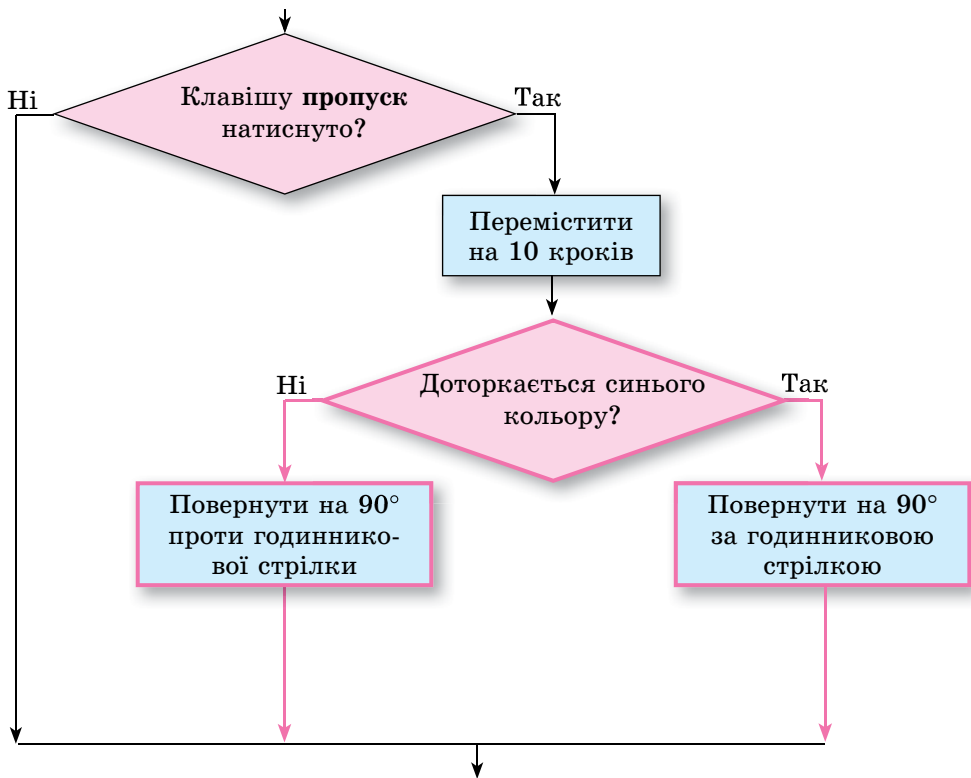 Ні
Клавішу пропуск
натиснуто?
Так
Перемістити
на 10 кроків
Ні
Доторкається синього
кольору?
Так
Повернути на 90°
проти годиннико-
вої стрілки
Повернути на 90°
за годинниковою
стрілкою